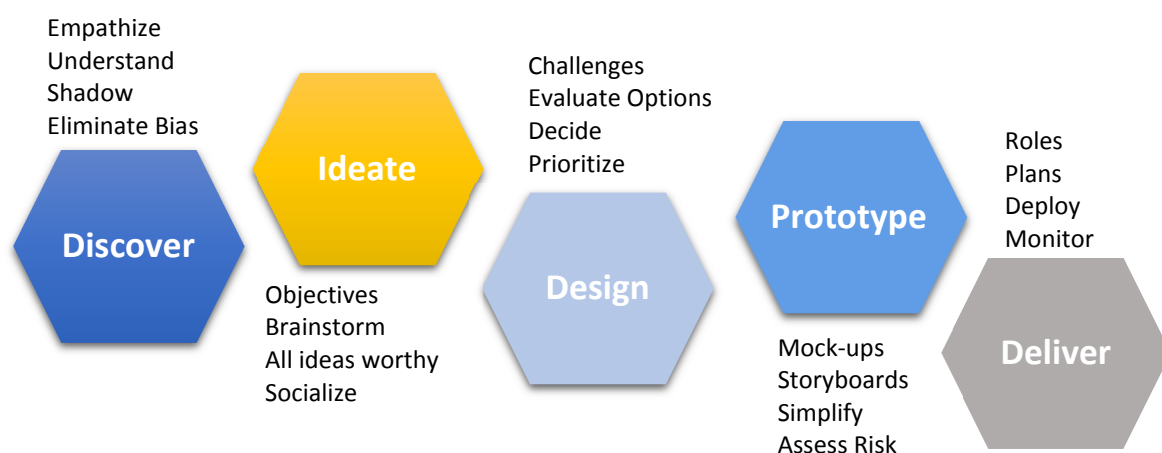 Empathize
Understand
Shadow
Eliminate Bias
Discover
Ideate
Objectives
Brainstorm
All ideas worthy
Socialize
Challenges
Evaluate Options
Decide
Prioritize
Design
Prototype
Mock-ups
Storyboards
Simplify
Assess Risk
Roles
Plans
Deploy
Monitor
Deliver